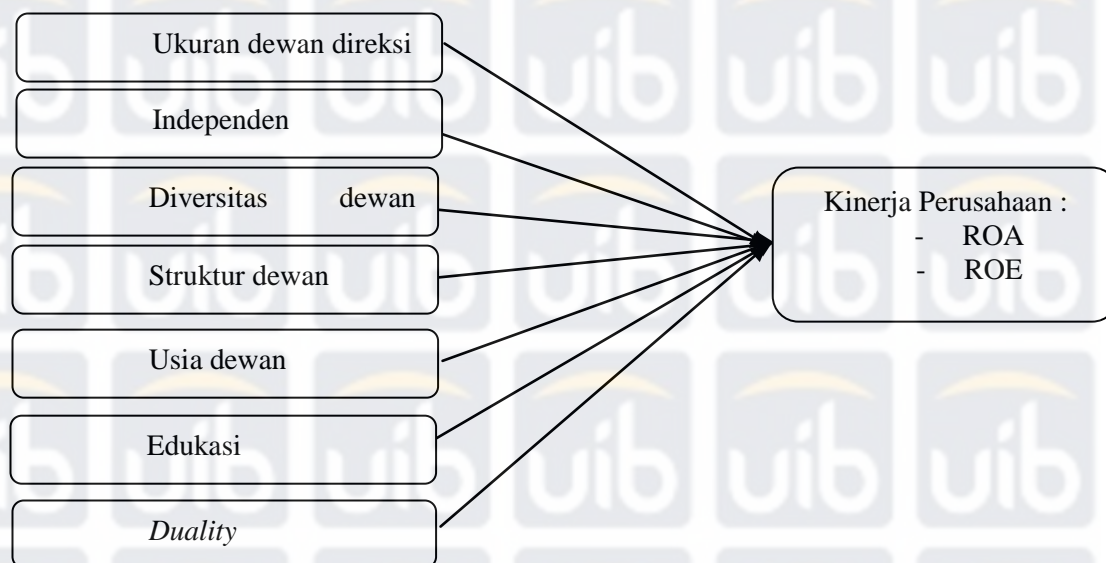 Ukuran dewan direksi
Independen
Diversitas dewan
Struktur dewan
Usia dewan
Edukasi
Duality
Kinerja Perusahaan :
- ROA
- ROE